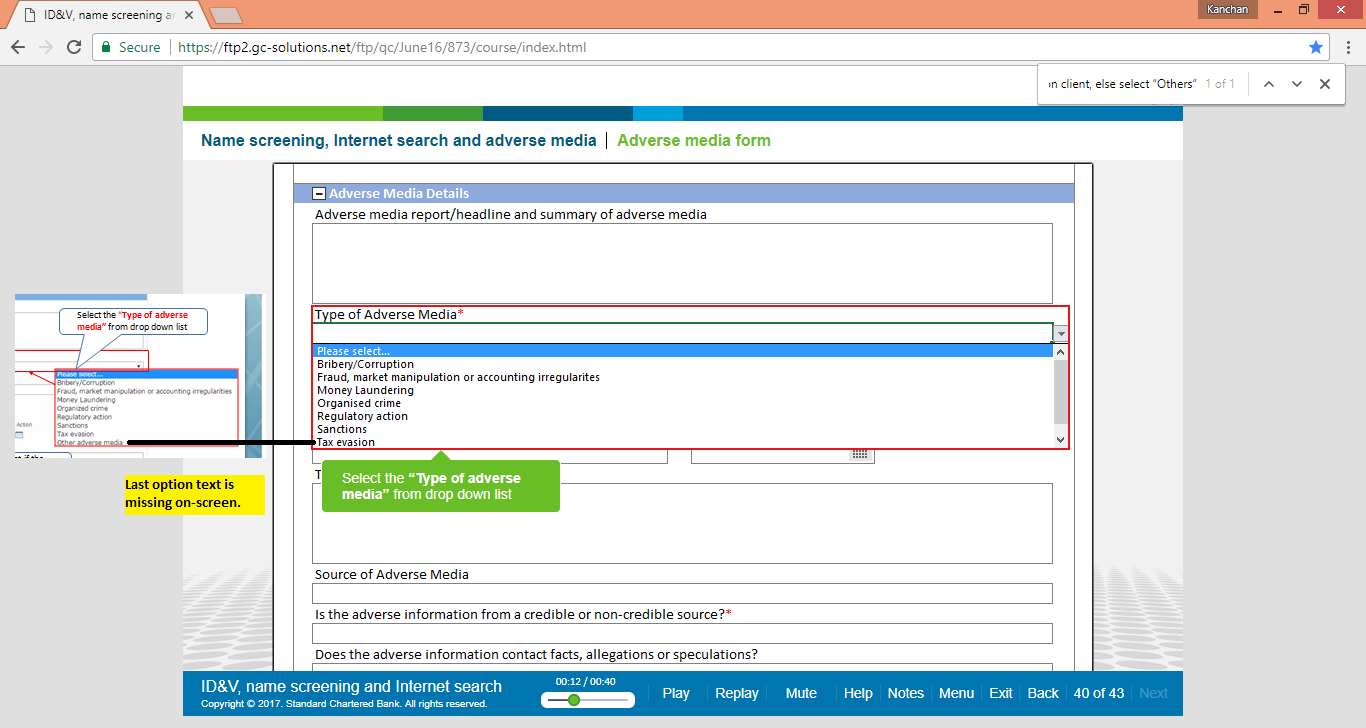 ID&V, name screening ar
Kanchan
Secure
https://ftp2.gc-solutions.net/ftp/qc/June16/873/course/index.html
n client, else select “Others” 1 of 1
Name screening, Internet search and adverse media | Adverse media form
Adverse Media Details
Adverse media report/headline and summary of adverse media
Type of Adverse Media*
Please select...
Bribery/Corruption
Fraud, market manipulation or accounting irregularites
Money Laundering
Organised crime
Regulatory action
Sanctions
Tax evasion
Select the “Type of adverse
media” from drop down list
T
Source of Adverse Media
Is the adverse information from a credible or non-credible source?*
Does the adverse information contact facts, allegations or speculations?
Select the “Type of adverse
media” from drop down list
Please select...
Bribery/Corruption
Fraud, market manipulation or accounting irregularities
Money Laundering
Organized crime
Regulatory action
Sanctions
Tax evasion
Other adverse media
Action
Last option text is
missing on-screen.
ID&V, name screening and Internet search
Copyright © 2017. Standard Chartered Bank. All rights reserved.
00:12 / 00:40
Play Replay Mute Help Notes Menu Exit Back 40 of 43 Next